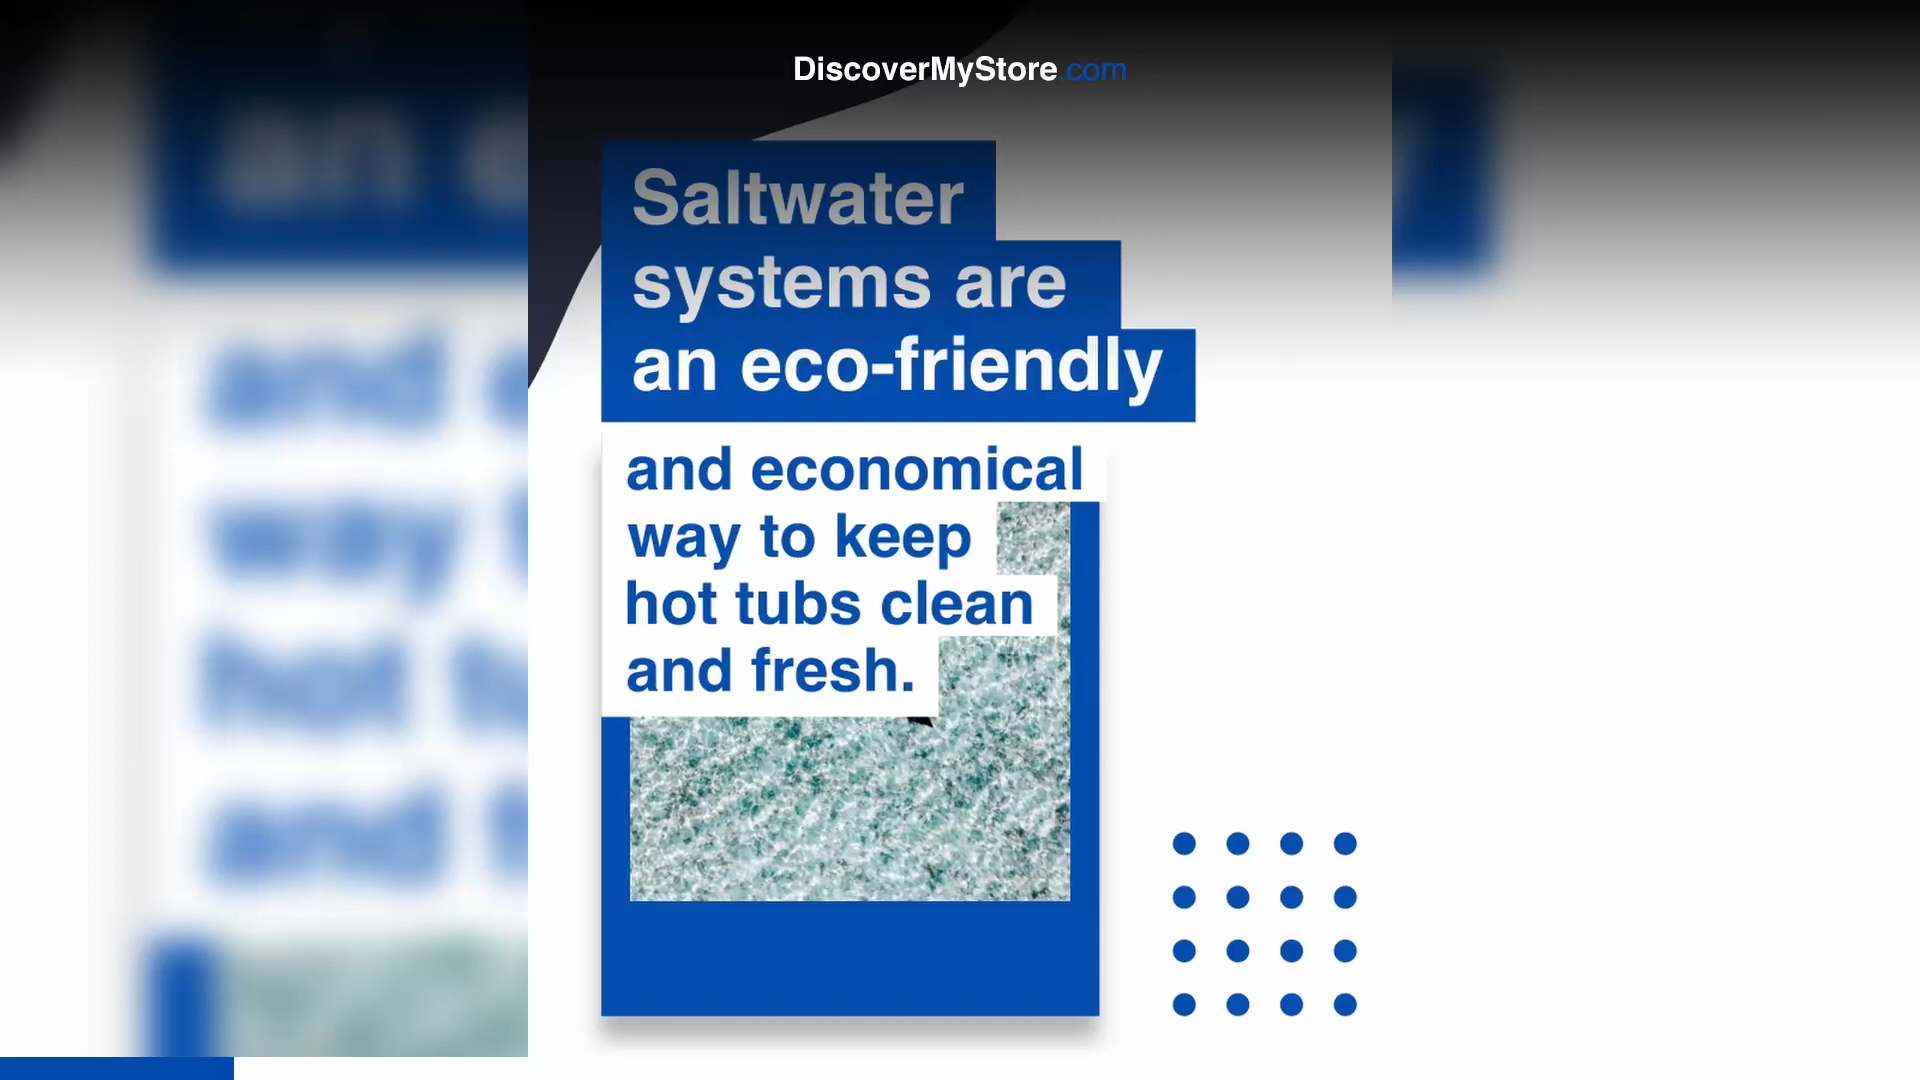 DiscoverMyStore.com
Saltwater
systems are
an eco-friendly
and economical
way to keep
hot tubs clean
and fresh.